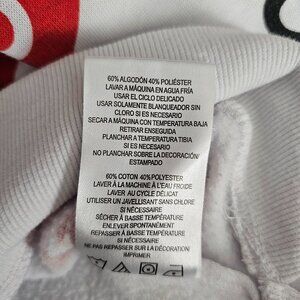 60% ALGODÓN 40% POLIÉSTER
LAVAR A MÁQUINA EN AGUA FRÍA
USAR EL CICLO DELICADO
USAR SOLAMENTE BLANQUEADOR SIN
CLORO SI ES NECESARIO
SECAR A MÁQUINA CON TEMPERATURA BAJA
RETIRAR ENSEGUIDA
PLANCHAR A TEMPERATURA TIBIA
SI ES NECESARIO
NO PLANCHAR SOBRE LA DECORACIÓN/
ESTAMPADO
60% COTON 40% POLYESTER
LAVER À LA MACHINE À L'EAU FROIDE
LAVER AU CYCLE DÉLICAT
UTILISER UN JAVELLISANT SANS CHLORE
SI NÉCESSAIRE
SÉCHER À BASSE TEMPÉRATURE
ENLEVER SPONTANÉMENT
REPASSER À BASSE TEMPÉRATURE
SI NÉCESSAIRE
NE PAS REPASSER SUR LA DÉCORATION/
IMPRIMER